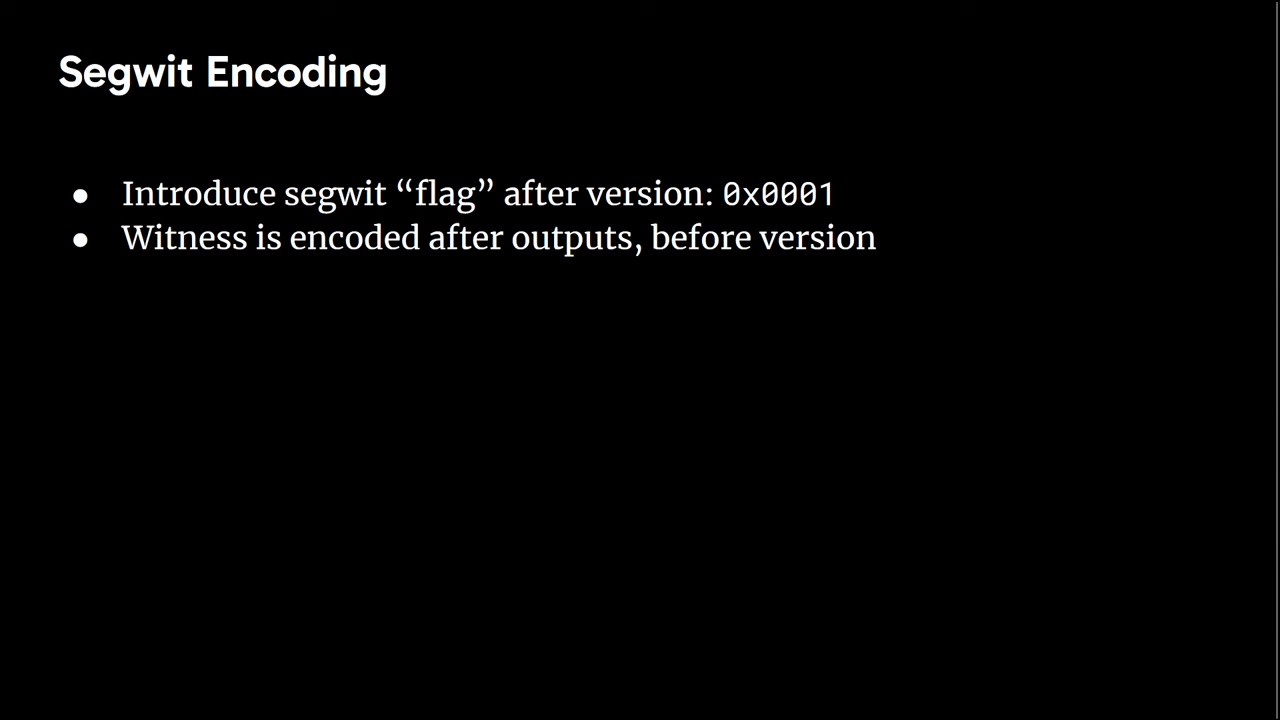 Segwit Encoding
● Introduce segwit “flag” after version: 0x0001
● Witness is encoded after outputs, before version